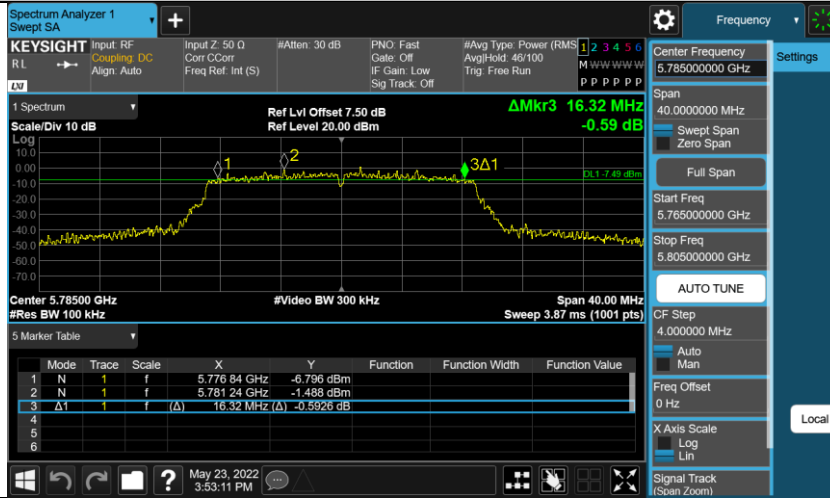 Spectrum Analyzer 1
Swept SA
+
Frequency
KEYSIGHT
RL
LXI
Input: RF
Coupling: DC
Align: Auto
Input Z: 50 Ω
Corr CCorr
Freq Ref: Int (S)
#Atten: 30 dB
PNO: Fast
Gate: Off
IF Gain: Low
Sig Track: Off
#Avg Type: Power (RMS
Avg|Hold: 46/100
Trig: Free Run
1 2 3 4 5 6
M W W W W W
P P P P P P
1 Spectrum
Scale/Div 10 dB
Ref Lvl Offset 7.50 dB
Ref Level 20.00 dBm
ΔMkr3 16.32 MHz
-0.59 dB
Log
10.0
0.00
-10.0
-20.0
-30.0
-40.0
-50.0
-60.0
-70.0
1
2
3Δ1
DL1 -7.49 dBm
Center 5.78500 GHz
#Video BW 300 kHz
Span 40.00 MHz
#Res BW 100 kHz
Sweep 3.87 ms (1001 pts)
5 Marker Table
Mode Trace Scale X Y Function Function Width Function Value
1 N 1 f 5.776 84 GHz -6.796 dBm
2 N 1 f 5.781 24 GHz -1.488 dBm
3 Δ1 1 f (Δ) 16.32 MHz (Δ) -0.5926 dB
4
5
6
?
May 23, 2022
3:53:11 PM
Center Frequency
5.785000000 GHz
Settings
Span
40.0000000 MHz
Swept Span
Zero Span
Full Span
Start Freq
5.765000000 GHz
Stop Freq
5.805000000 GHz
AUTO TUNE
CF Step
4.000000 MHz
Auto
Man
Freq Offset
0 Hz
Local
X Axis Scale
Log
Lin
Signal Track
(Span Zoom)